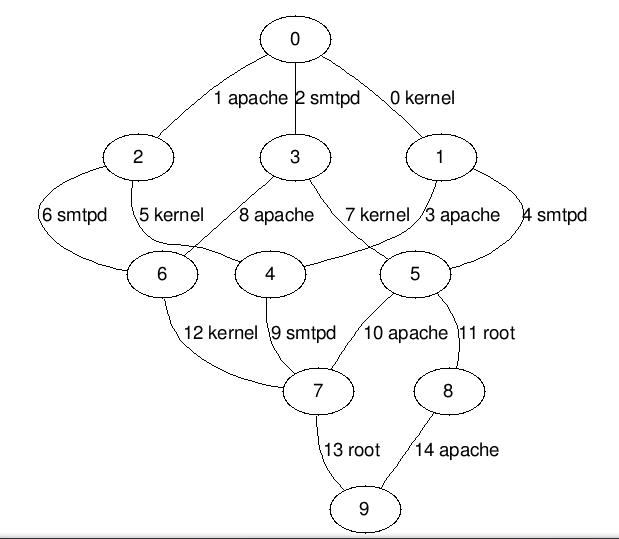 0
1 apache 2 smtpd 0 kernel
2 3 1
6 smtpd 5 kernel 8 apache 7 kernel 3 apache 4 smtpd
6 4 5
12 kernel 9 smtpd 10 apache 11 root
7 8
13 root 14 apache
9